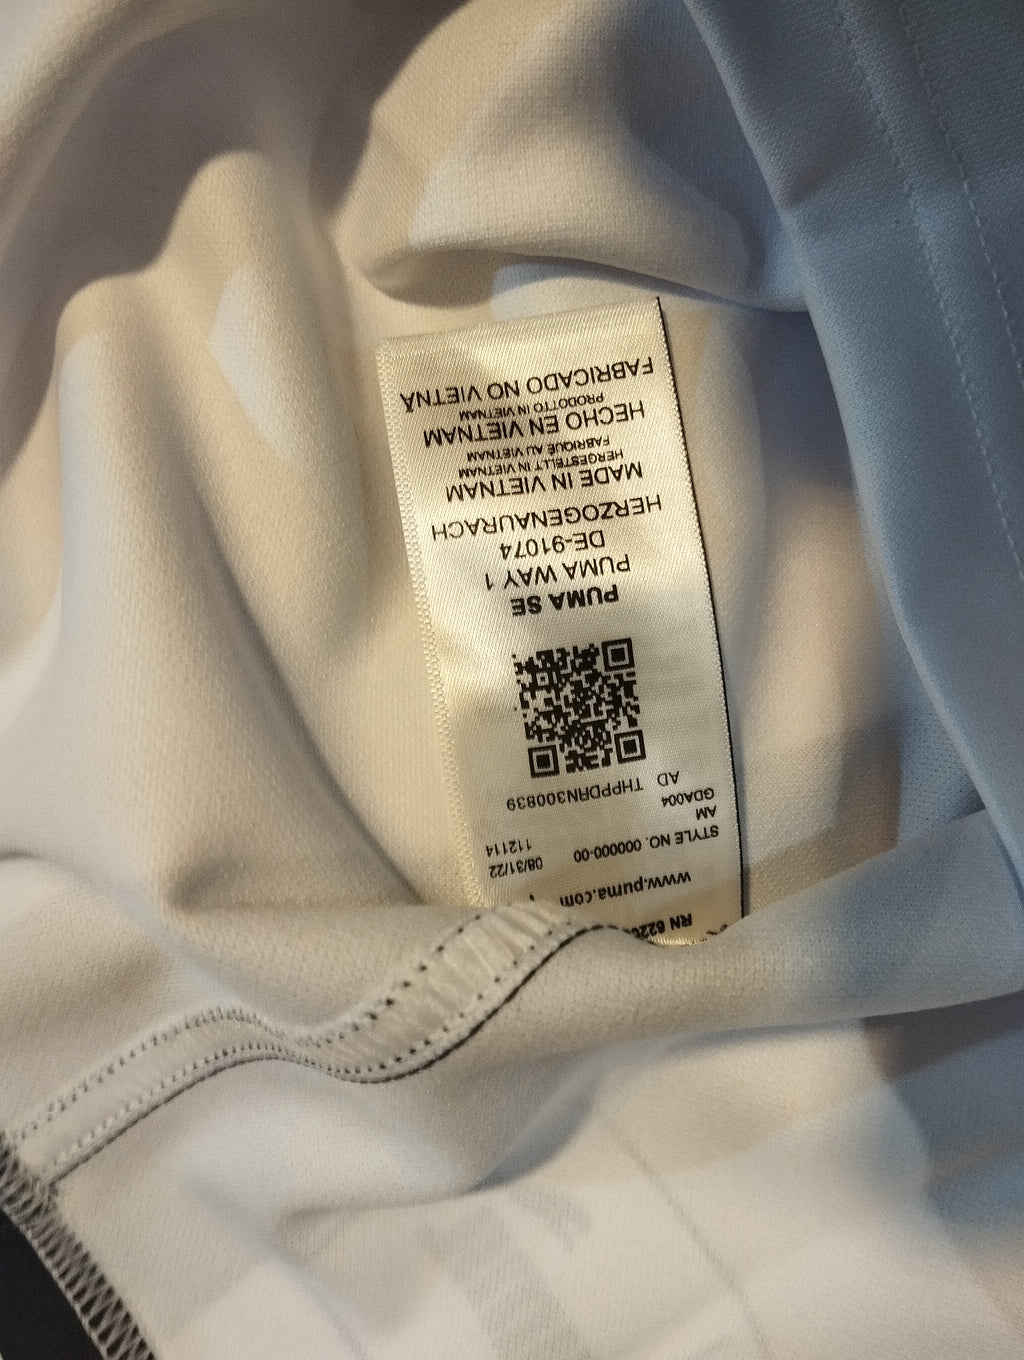 RN 622
www.puma.com
STYLE NO. 000000-00 08/31/22
AM 112114
GDA004
AD THPPDRN300839
PUMA SE
PUMA WAY 1
DE-91074
HERZOGENAURACH
MADE IN VIETNAM
HERGESTELLT IN VIETNAM
FABRIQUÉ AU VIETNAM
HECHO EN VIETNAM
PRODOTTO IN VIETNAM
FABRICADO NO VIETNÃ